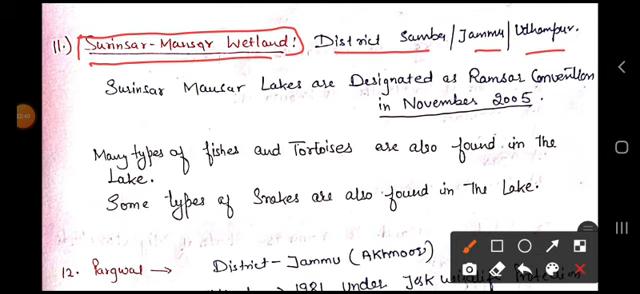 11.) Surinsar-Mansar Wetland: District Samba/Jammu/Udhampur.
Surinsar Mansar Lakes are Designated as Ramsar Convention
in November 2005.
Many types of fishes and Tortoises are also found in the
Lake.
Some types of Snakes are also found in the Lake.
12. Pargwal → District-Jammu (AKhnoor)
→ 1981 under J&K